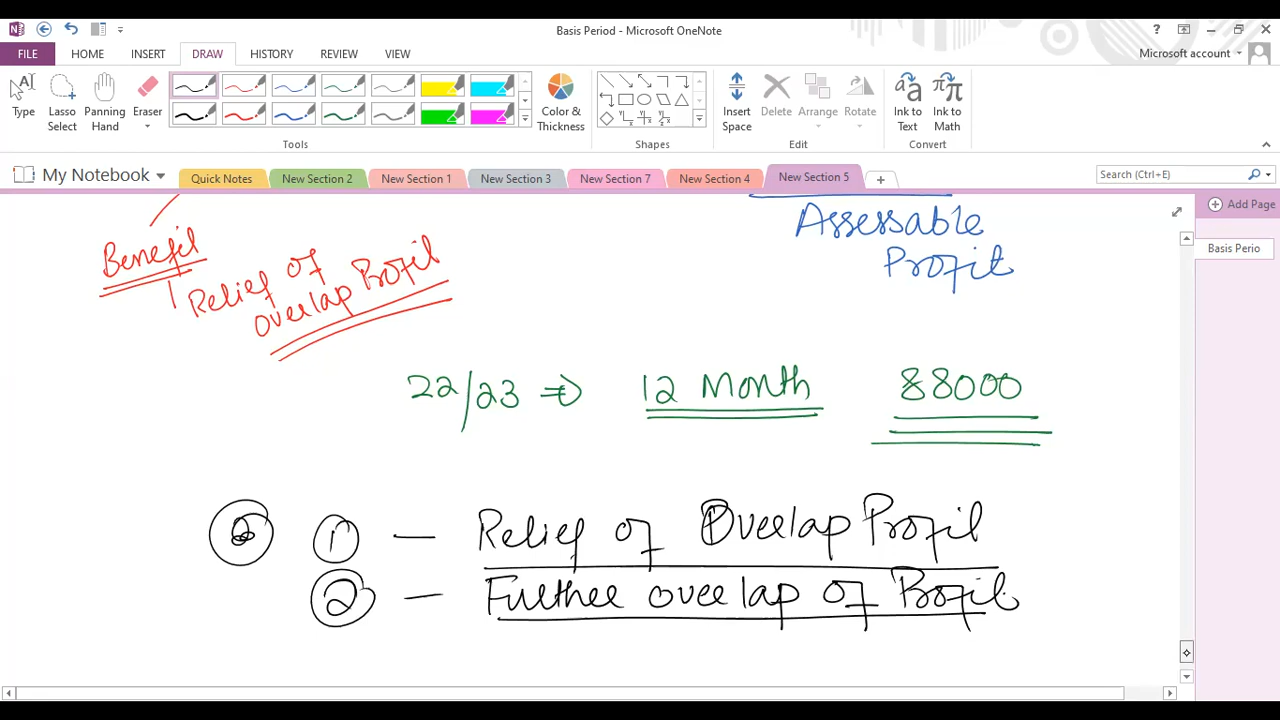 Basis Period - Microsoft OneNote
FILE HOME INSERT DRAW HISTORY REVIEW VIEW
Microsoft account
Type Lasso Select Panning Hand Eraser
Color & Thickness
Insert Space Delete Arrange Rotate
Ink to Text Ink to Math
Tools Shapes Edit Convert
My Notebook Quick Notes New Section 2 New Section 1 New Section 3 New Section 7 New Section 4 New Section 5
Search (Ctrl+E)
Add Page
Basis Perio
Assessable
Profit
Benefit
Relief of
overlap Profit
22/23 ⇒ 12 Month 88000
2 1 — Relief of Overlap Profit
2 — Further overlap of Profit